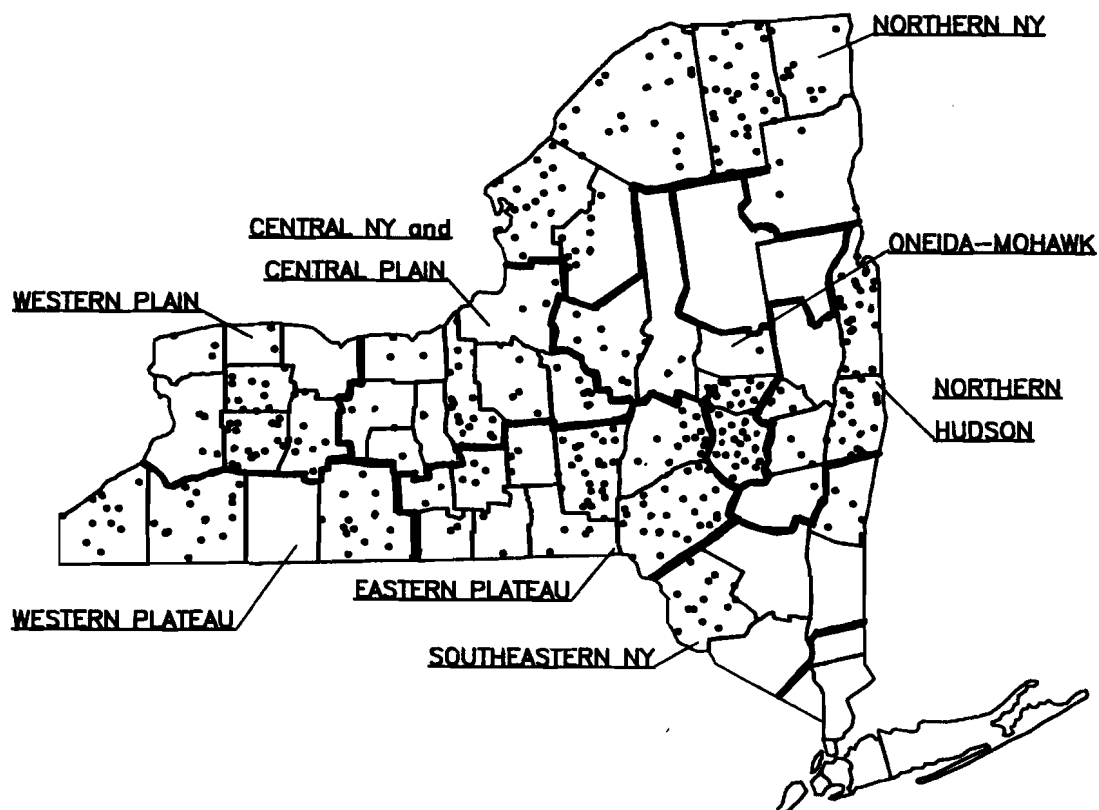 NORTHERN NY
CENTRAL NY and
CENTRAL PLAIN
ONEIDA-MOHAWK
WESTERN PLAIN
NORTHERN
HUDSON
EASTERN PLATEAU
WESTERN PLATEAU
SOUTHEASTERN NY